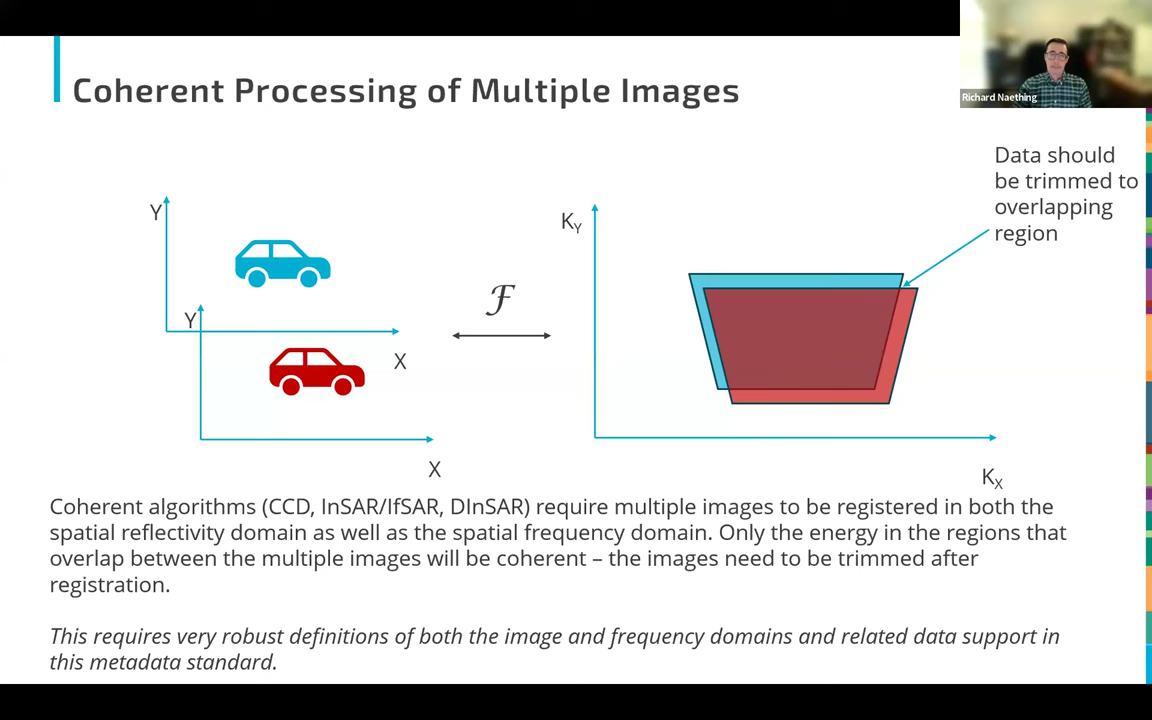 Coherent Processing of Multiple Images
Richard Naething
Data should
be trimmed to
overlapping
region
Y
X
Y
X
ℱ
K_Y
K_X
Coherent algorithms (CCD, InSAR/IfSAR, DInSAR) require multiple images to be registered in both the
spatial reflectivity domain as well as the spatial frequency domain. Only the energy in the regions that
overlap between the multiple images will be coherent – the images need to be trimmed after
registration.
This requires very robust definitions of both the image and frequency domains and related data support in
this metadata standard.